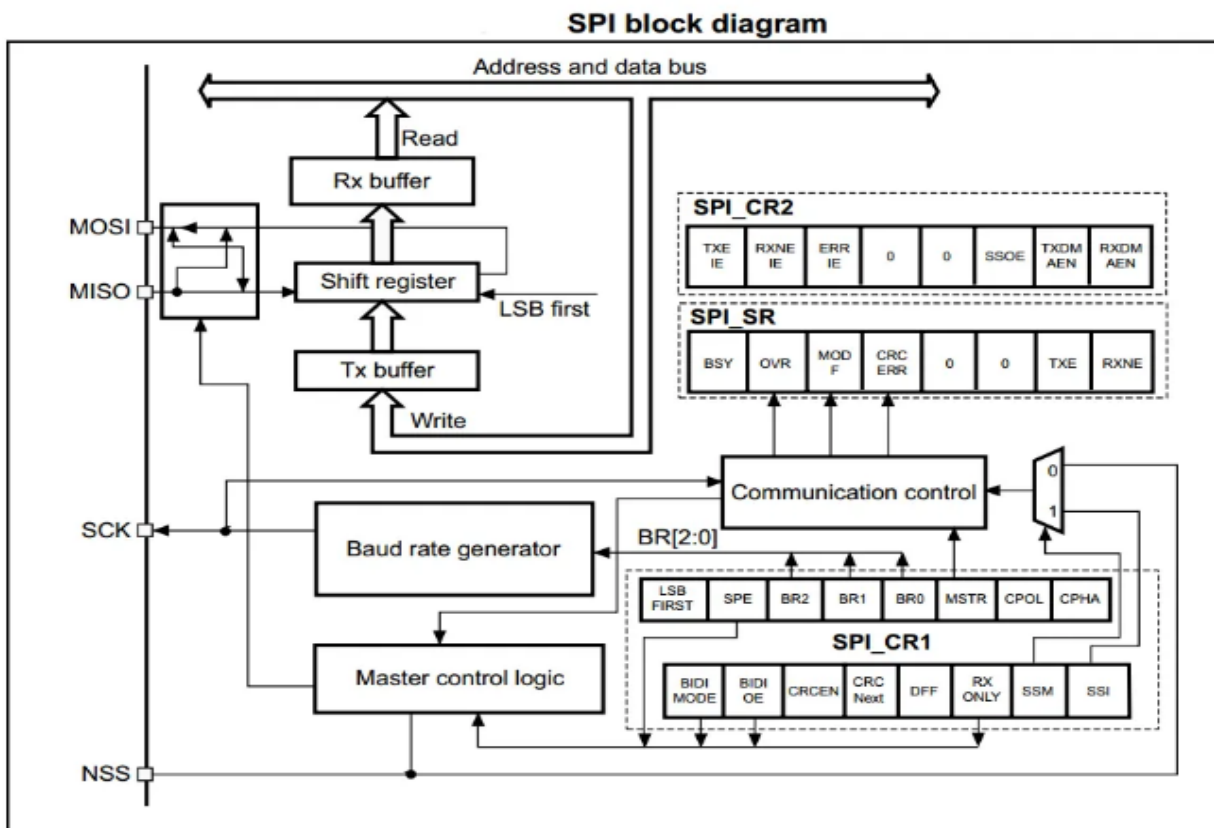 SPI block diagram
Address and data bus
Read
Rx buffer
MOSI
MISO
Shift register
LSB first
Tx buffer
Write
SPI_CR2
TXE
IE
RXNE
IE
ERR
IE
0
0
SSOE
TXDM
AEN
RXDM
AEN
SPI_SR
BSY
OVR
MOD
F
CRC
ERR
0
0
TXE
RXNE
Communication control
0
1
SCK
Baud rate generator
BR[2:0]
LSB
FIRST
SPE
BR2
BR1
BR0
MSTR
CPOL
CPHA
SPI_CR1
Master control logic
BIDI
MODE
BIDI
OE
CRCEN
CRC
Next
DFF
RX
ONLY
SSM
SSI
NSS